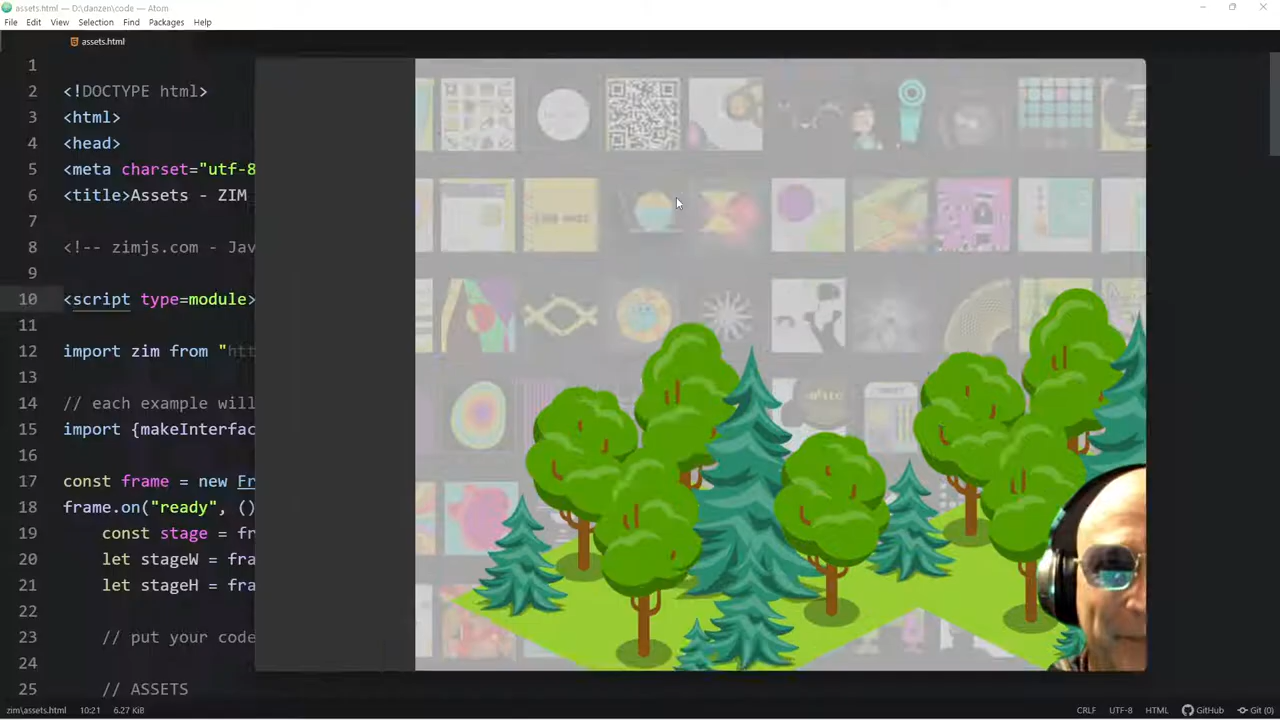 assets.html — D:\danzen\code — Atom
File Edit View Selection Find Packages Help
assets.html
1
2 <!DOCTYPE html>
3 <html>
4 <head>
5 <meta charset="utf-8
6 <title>Assets - ZIM
7
8 <!-- zimjs.com - Jav
9
10 <script type=module>
11
12 import zim from "htt
13
14 // each example will
15 import {makeInterfac
16
17 const frame = new Fr
18 frame.on("ready", ()
19 const stage = fr
20 let stageW = fra
21 let stageH = fra
22
23 // put your code
24
25 // ASSETS
zim\assets.html 10:21 6.27 KiB CRLF UTF-8 HTML GitHub Git (0)